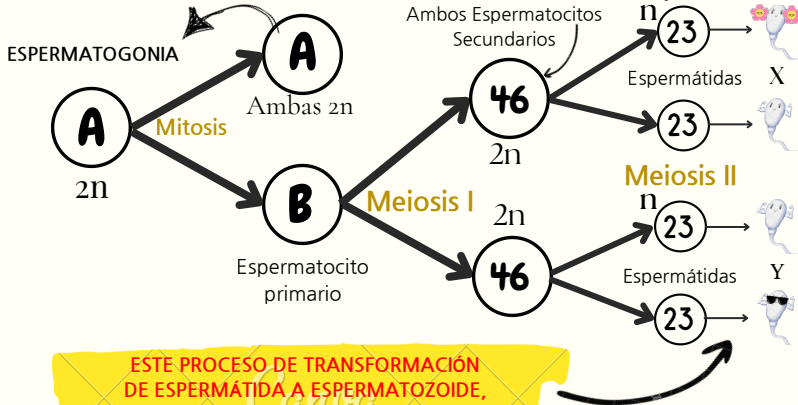 Ambos Espermatocitos
Secundarios
n
23
ESPERMATOGONIA
A
Ambas 2n
46
2n
Espermátidas
X
23
A
2n
Mitosis
B
Meiosis I
Espermatocito
primario
2n
46
Meiosis II
n
23
Espermátidas
Y
23
ESTE PROCESO DE TRANSFORMACIÓN
DE ESPERMÁTIDA A ESPERMATOZOIDE,